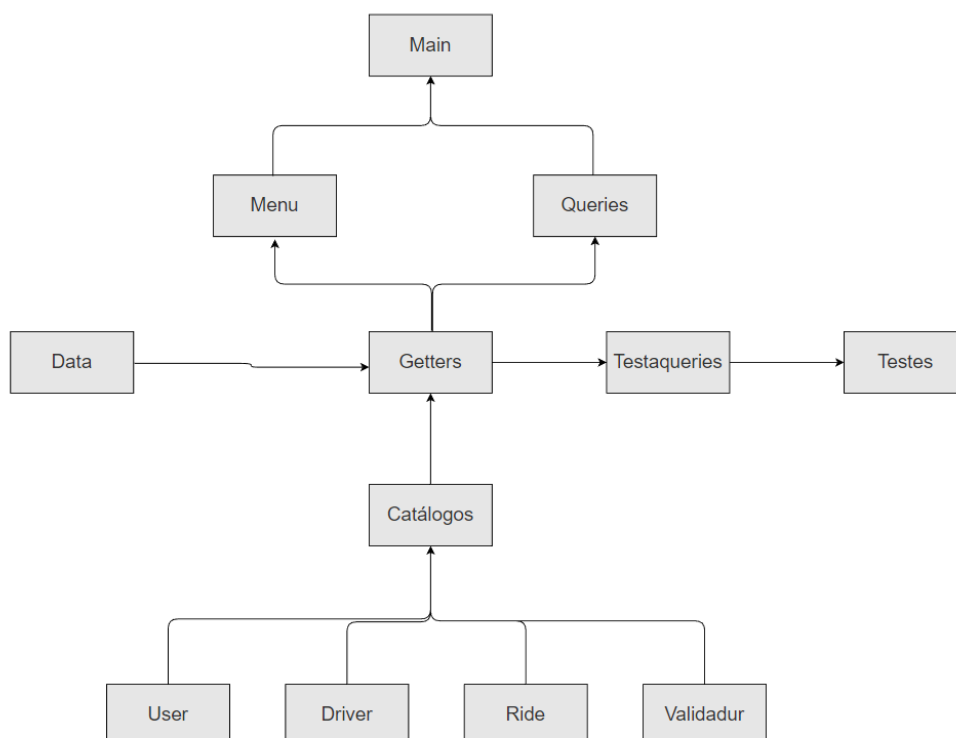 Main
Menu
Queries
Data
Getters
Testaqueries
Testes
Catálogos
User
Driver
Ride
Validadur